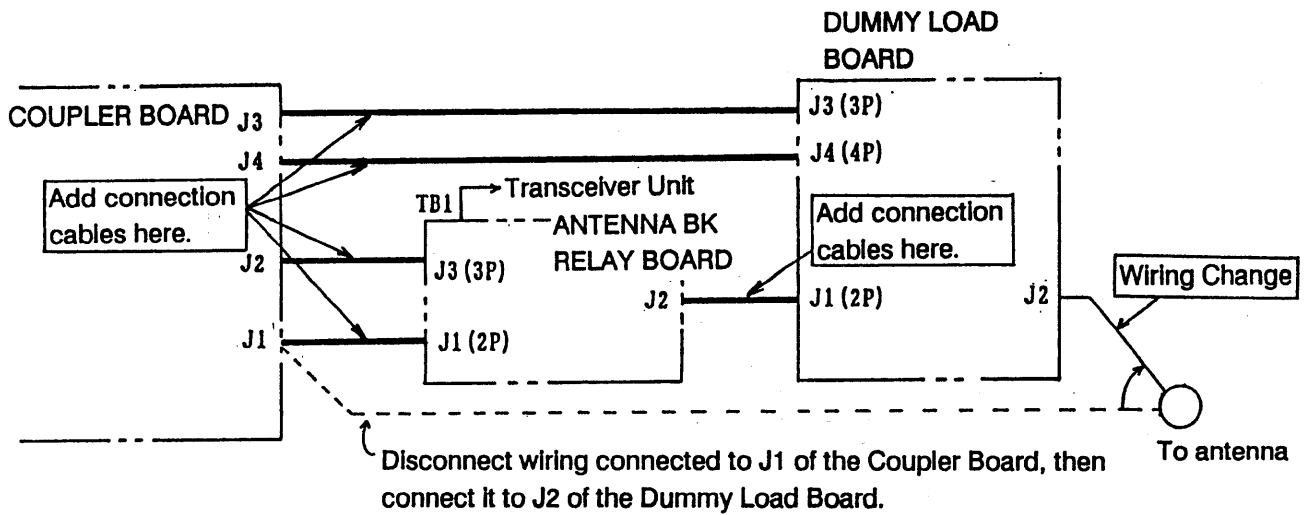 DUMMY LOAD
BOARD
COUPLER BOARD
J3
J4
J2
J1
Add connection
cables here.
J3 (3P)
J4 (4P)
TB1
Transceiver Unit
ANTENNA BK
RELAY BOARD
J3 (3P)
J1 (2P)
J2
Add connection
cables here.
J1 (2P)
J2
Wiring Change
To antenna
Disconnect wiring connected to J1 of the Coupler Board, then
connect it to J2 of the Dummy Load Board.